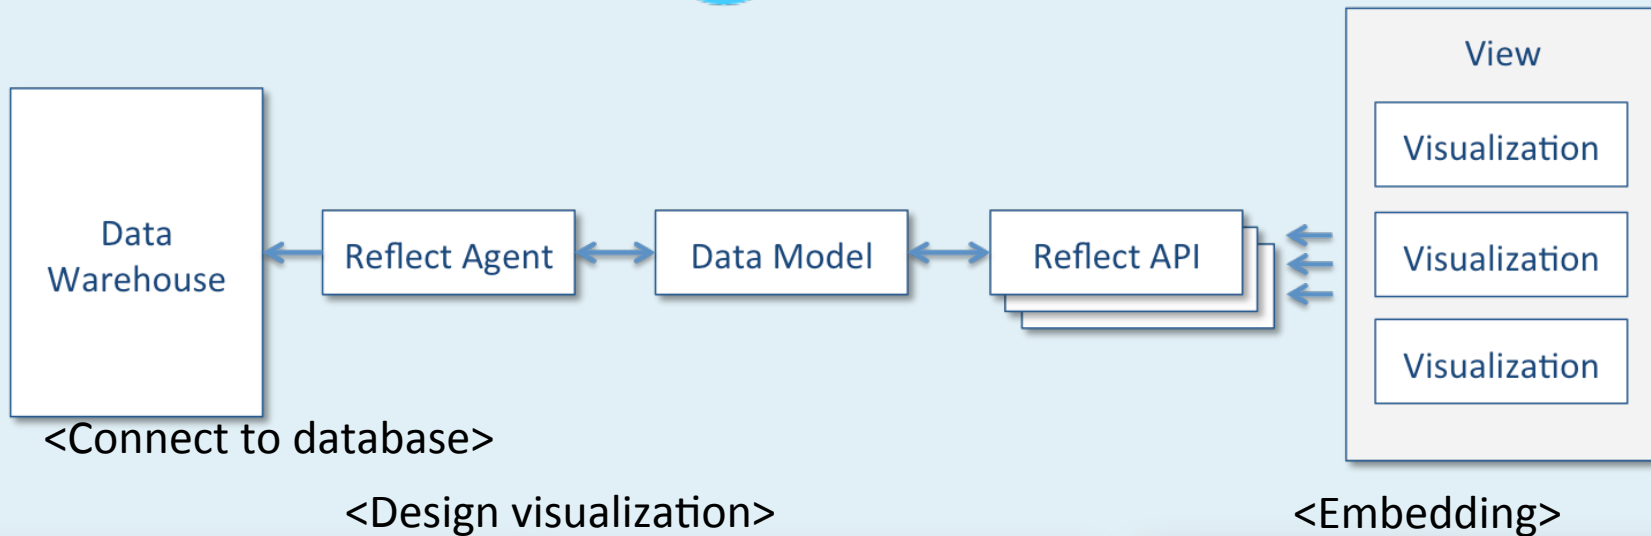 View
Visualization
Data
Warehouse
Reflect Agent
Data Model
Reflect API
Visualization
Visualization
<Connect to database>
<Design visualization>
<Embedding>